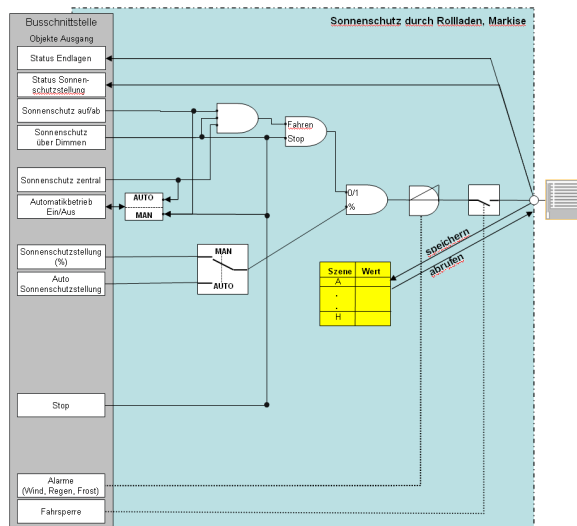 Busschnittstelle
Sonnenschutz durch Rollladen, Markise
Objekte Ausgang
Status Endlagen
Status Sonnen-
schutzstellung
Sonnenschutz auf/ab
Sonnenschutz
über Dimmen
Fahren
Stop
Sonnenschutz zentral
Automatikbetrieb
Ein/Aus
AUTO
MAN
0/1
%
Sonnenschutzstellung
(%)
Auto
Sonnenschutzstellung
MAN
AUTO
speichern
abrufen
Szene Wert
A
.
.
H
Stop
Alarme
(Wind, Regen, Frost)
Fahrsperre